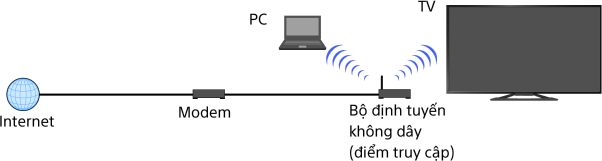 PC
TV
Internet
Modem
Bộ định tuyến
không dây
(điểm truy cập)